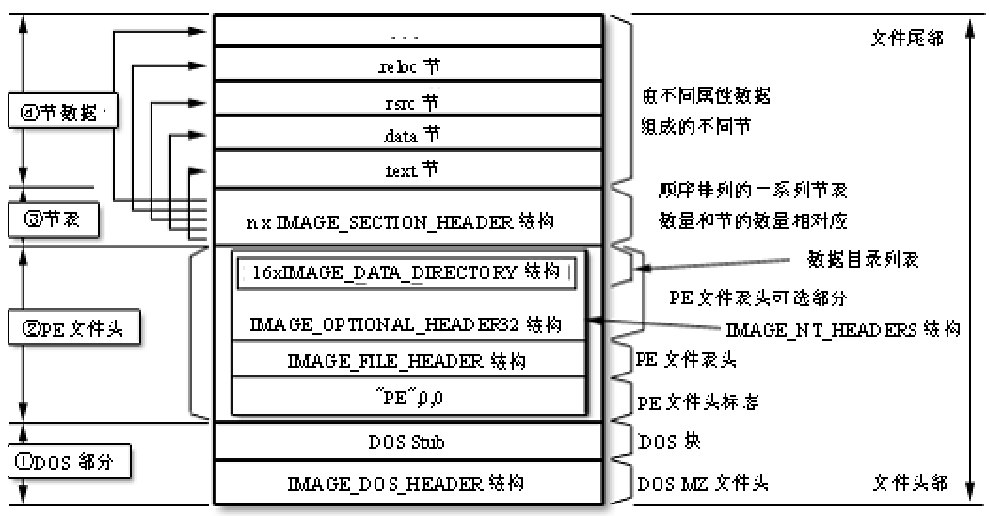 ...
文件尾部
.reloc 节
.rsrc 节
由不同属性数据
组成的不同节
④节数据
.data 节
.text 节
顺序排列的一系列节表
数量和节的数量相对应
③节表
n x IMAGE_SECTION_HEADER 结构
数据目录列表
16xIMAGE_DATA_DIRECTORY 结构
PE 文件表头可选部分
②PE 文件头
IMAGE_OPTIONAL_HEADER32 结构
IMAGE_NT_HEADERS 结构
IMAGE_FILE_HEADER 结构
PE 文件表头
"PE",0,0
PE 文件头标志
DOS Stub
DOS 块
①DOS 部分
IMAGE_DOS_HEADER 结构
DOS MZ 文件头
文件头部